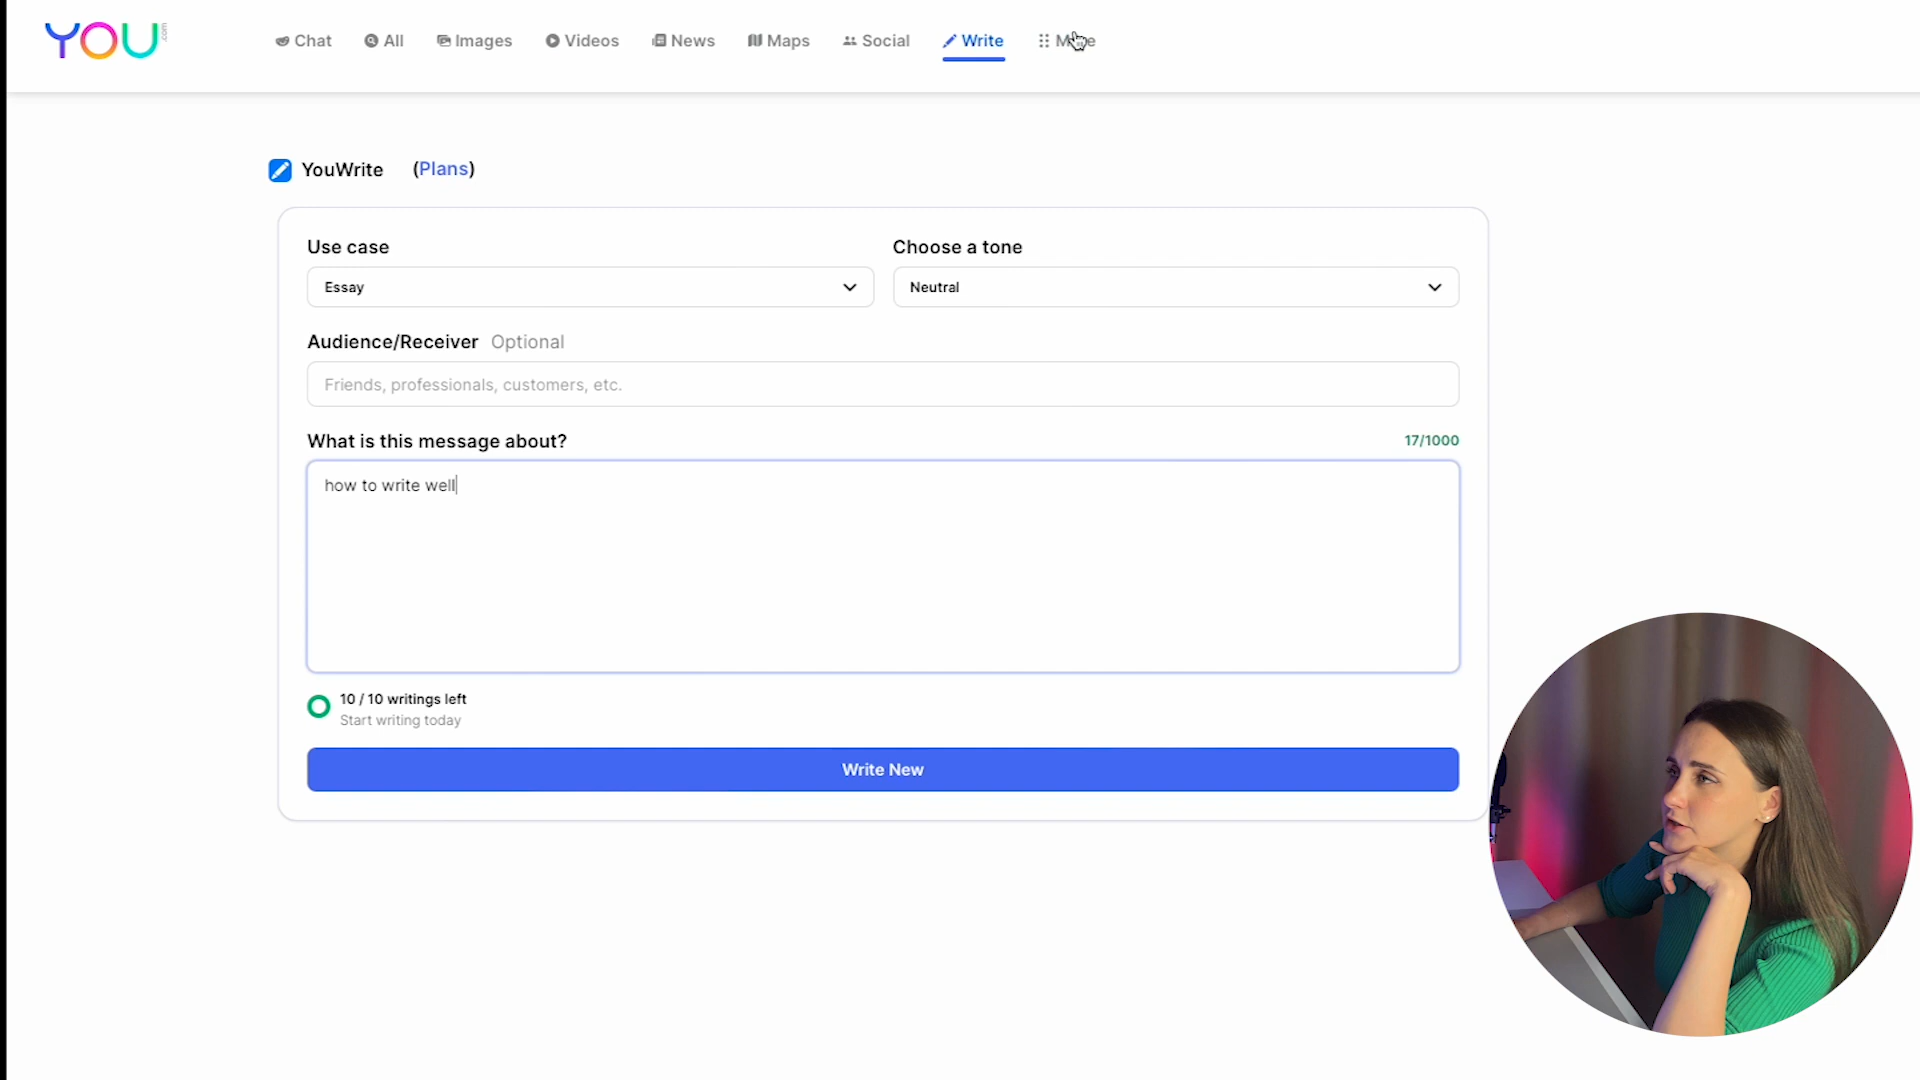 YOU.com
Chat
All
Images
Videos
News
Maps
Social
Write
YouWrite (Plans)
Use case
Choose a tone
Essay
Neutral
Audience/Receiver Optional
Friends, professionals, customers, etc.
What is this message about?
17/1000
how to write well
10 / 10 writings left
Start writing today
Write New